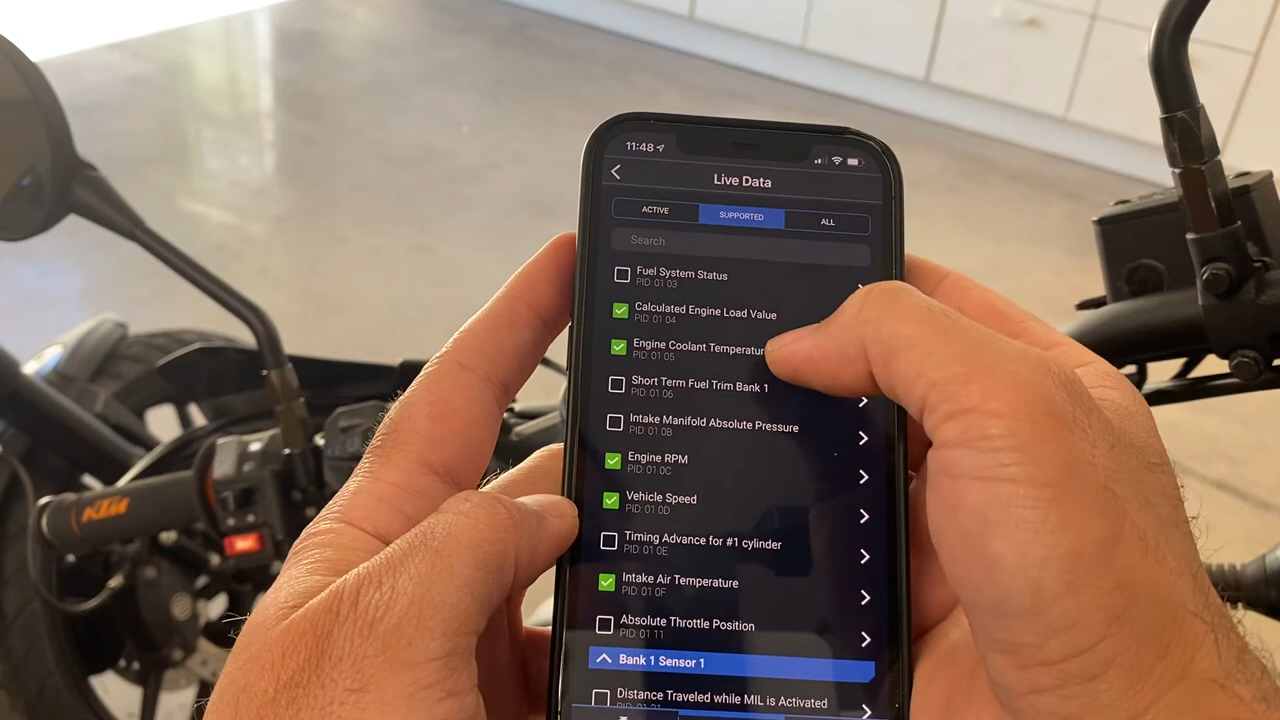 11:48
Live Data
ACTIVE
SUPPORTED
ALL
Search
Fuel System Status
PID: 01 03
Calculated Engine Load Value
PID: 01 04
Engine Coolant Temperatur
PID: 01 05
Short Term Fuel Trim Bank 1
PID: 01 06
Intake Manifold Absolute Pressure
PID: 01 0B
Engine RPM
PID: 01 0C
Vehicle Speed
PID: 01 0D
Timing Advance for #1 cylinder
PID: 01 0E
Intake Air Temperature
PID: 01 0F
Absolute Throttle Position
PID: 01 11
Bank 1 Sensor 1
Distance Traveled while MIL is Activated
PID: 01 21
KTM